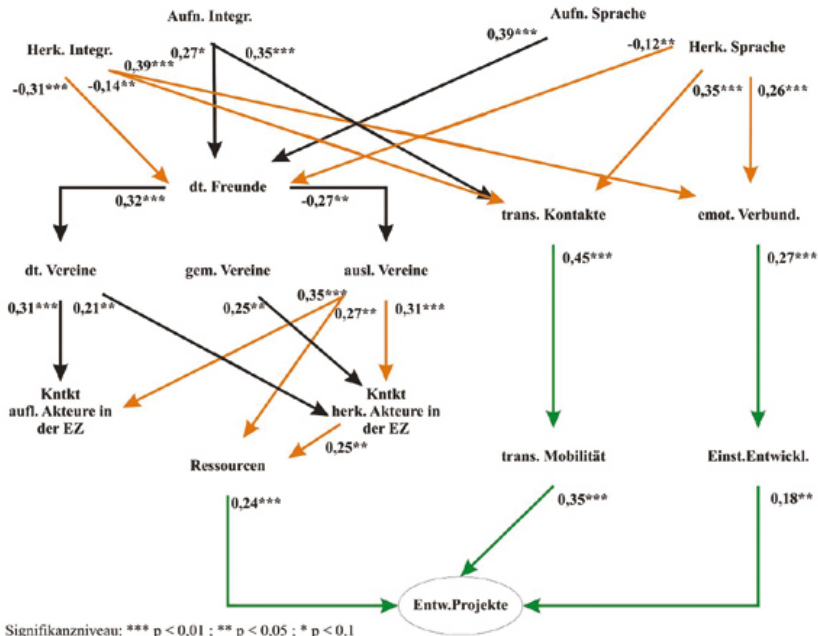 Aufn. Integr.
Aufn. Sprache
Herk. Integr.
Herk. Sprache
0,27*
0,35***
0,39***
-0,12**
0,39***
-0,31***
-0,14**
0,35***
0,26***
dt. Freunde
0,32***
-0,27**
trans. Kontakte
emot. Verbund.
dt. Vereine
gem. Vereine
ausl. Vereine
0,45***
0,27***
0,31***
0,21**
0,25**
0,35***
0,27**
0,31***
Kntkt
aufl. Akteure in
der EZ
Kntkt
herk. Akteure in
der EZ
0,25**
Ressourcen
trans. Mobilität
Einst.Entwickl.
0,24***
0,35***
0,18**
Entw.Projekte
Signifikanzniveau: *** p < 0.01 ; ** p < 0.05 ; * p < 0.1